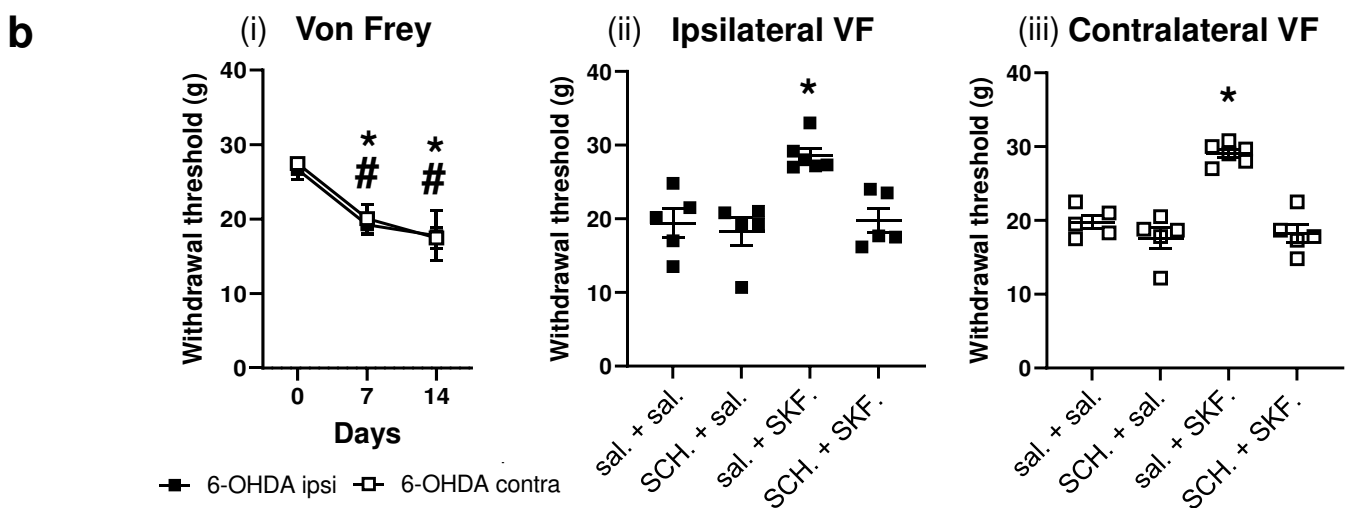 b
(i) Von Frey
Withdrawal threshold (g)
40
30
20
10
0
*
#
*
#
0 7 14
Days
6-OHDA ipsi 6-OHDA contra
(ii) Ipsilateral VF
Withdrawal threshold (g)
40
30
20
10
0
*
sal. + sal.
SCH. + sal.
sal. + SKF.
SCH. + SKF.
(iii) Contralateral VF
Withdrawal threshold (g)
40
30
20
10
0
*
sal. + sal.
SCH. + sal.
sal. + SKF.
SCH. + SKF.